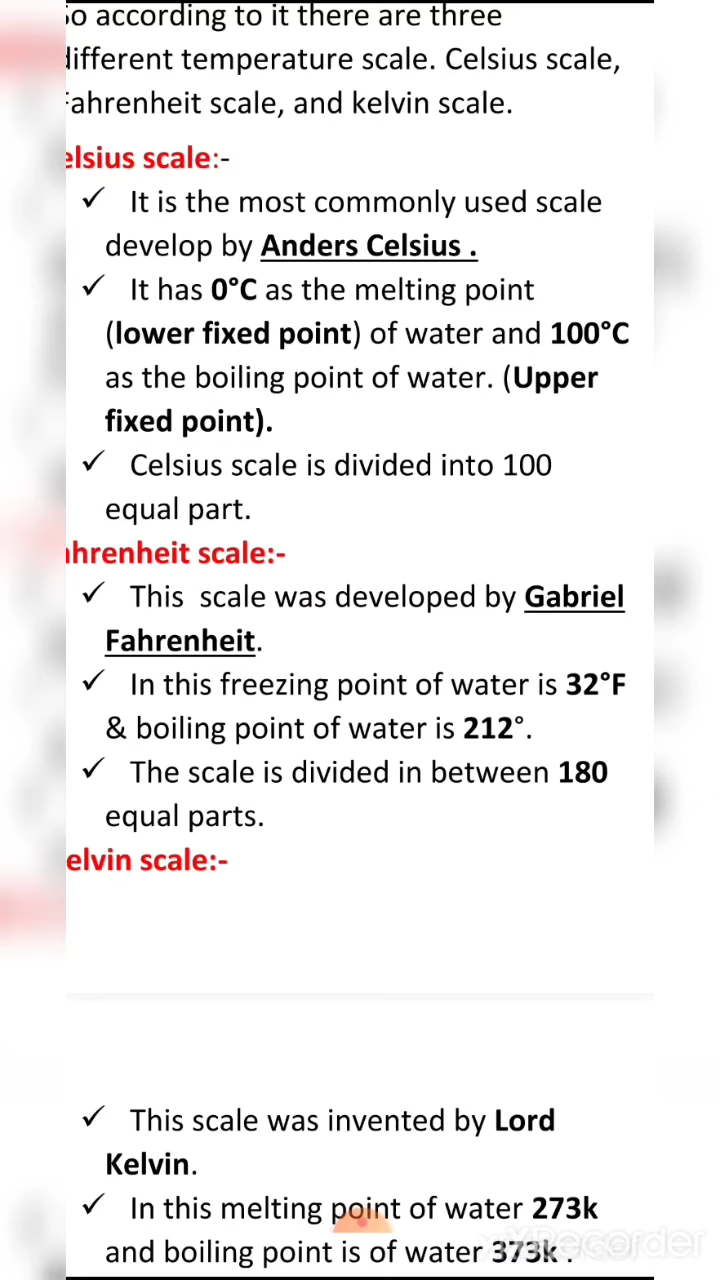 So according to it there are three
different temperature scale. Celsius scale,
Fahrenheit scale, and kelvin scale.
elsius scale:-
✓ It is the most commonly used scale
develop by Anders Celsius .
✓ It has 0°C as the melting point
(lower fixed point) of water and 100°C
as the boiling point of water. (Upper
fixed point).
✓ Celsius scale is divided into 100
equal part.
ahrenheit scale:-
✓ This scale was developed by Gabriel
Fahrenheit.
✓ In this freezing point of water is 32°F
& boiling point of water is 212°.
✓ The scale is divided in between 180
equal parts.
elvin scale:-
✓ This scale was invented by Lord
Kelvin.
✓ In this melting point of water 273k
and boiling point is of water 373k .
XRecorder